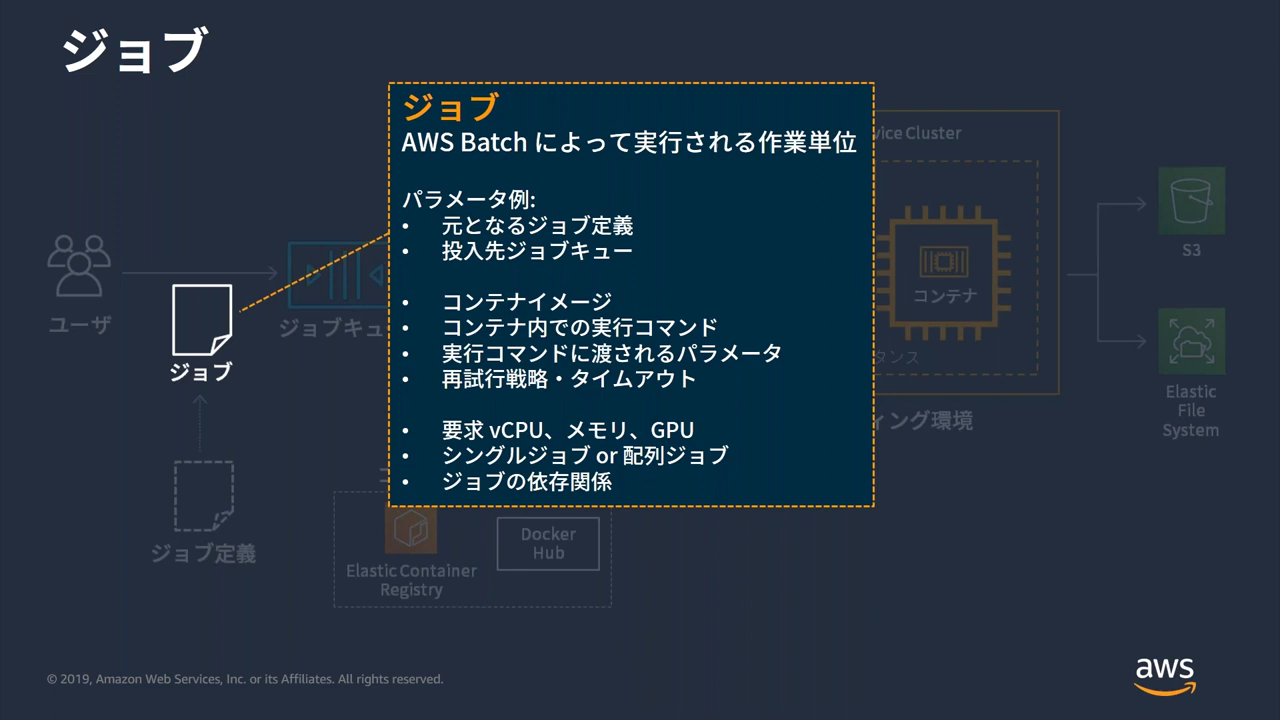 ジョブ
ジョブ
AWS Batch によって実行される作業単位
パラメータ例:
• 元となるジョブ定義
• 投入先ジョブキュー
• コンテナイメージ
• コンテナ内での実行コマンド
• 実行コマンドに渡されるパラメータ
• 再試行戦略・タイムアウト
• 要求 vCPU、メモリ、GPU
• シングルジョブ or 配列ジョブ
• ジョブの依存関係
ユーザ
ジョブ
ジョブ定義
ジョブキュ
Elastic Container
Registry
Docker
Hub
vice Cluster
コンテナ
タンス
ィング環境
S3
Elastic
File
System
© 2019, Amazon Web Services, Inc. or its Affiliates. All rights reserved.
aws